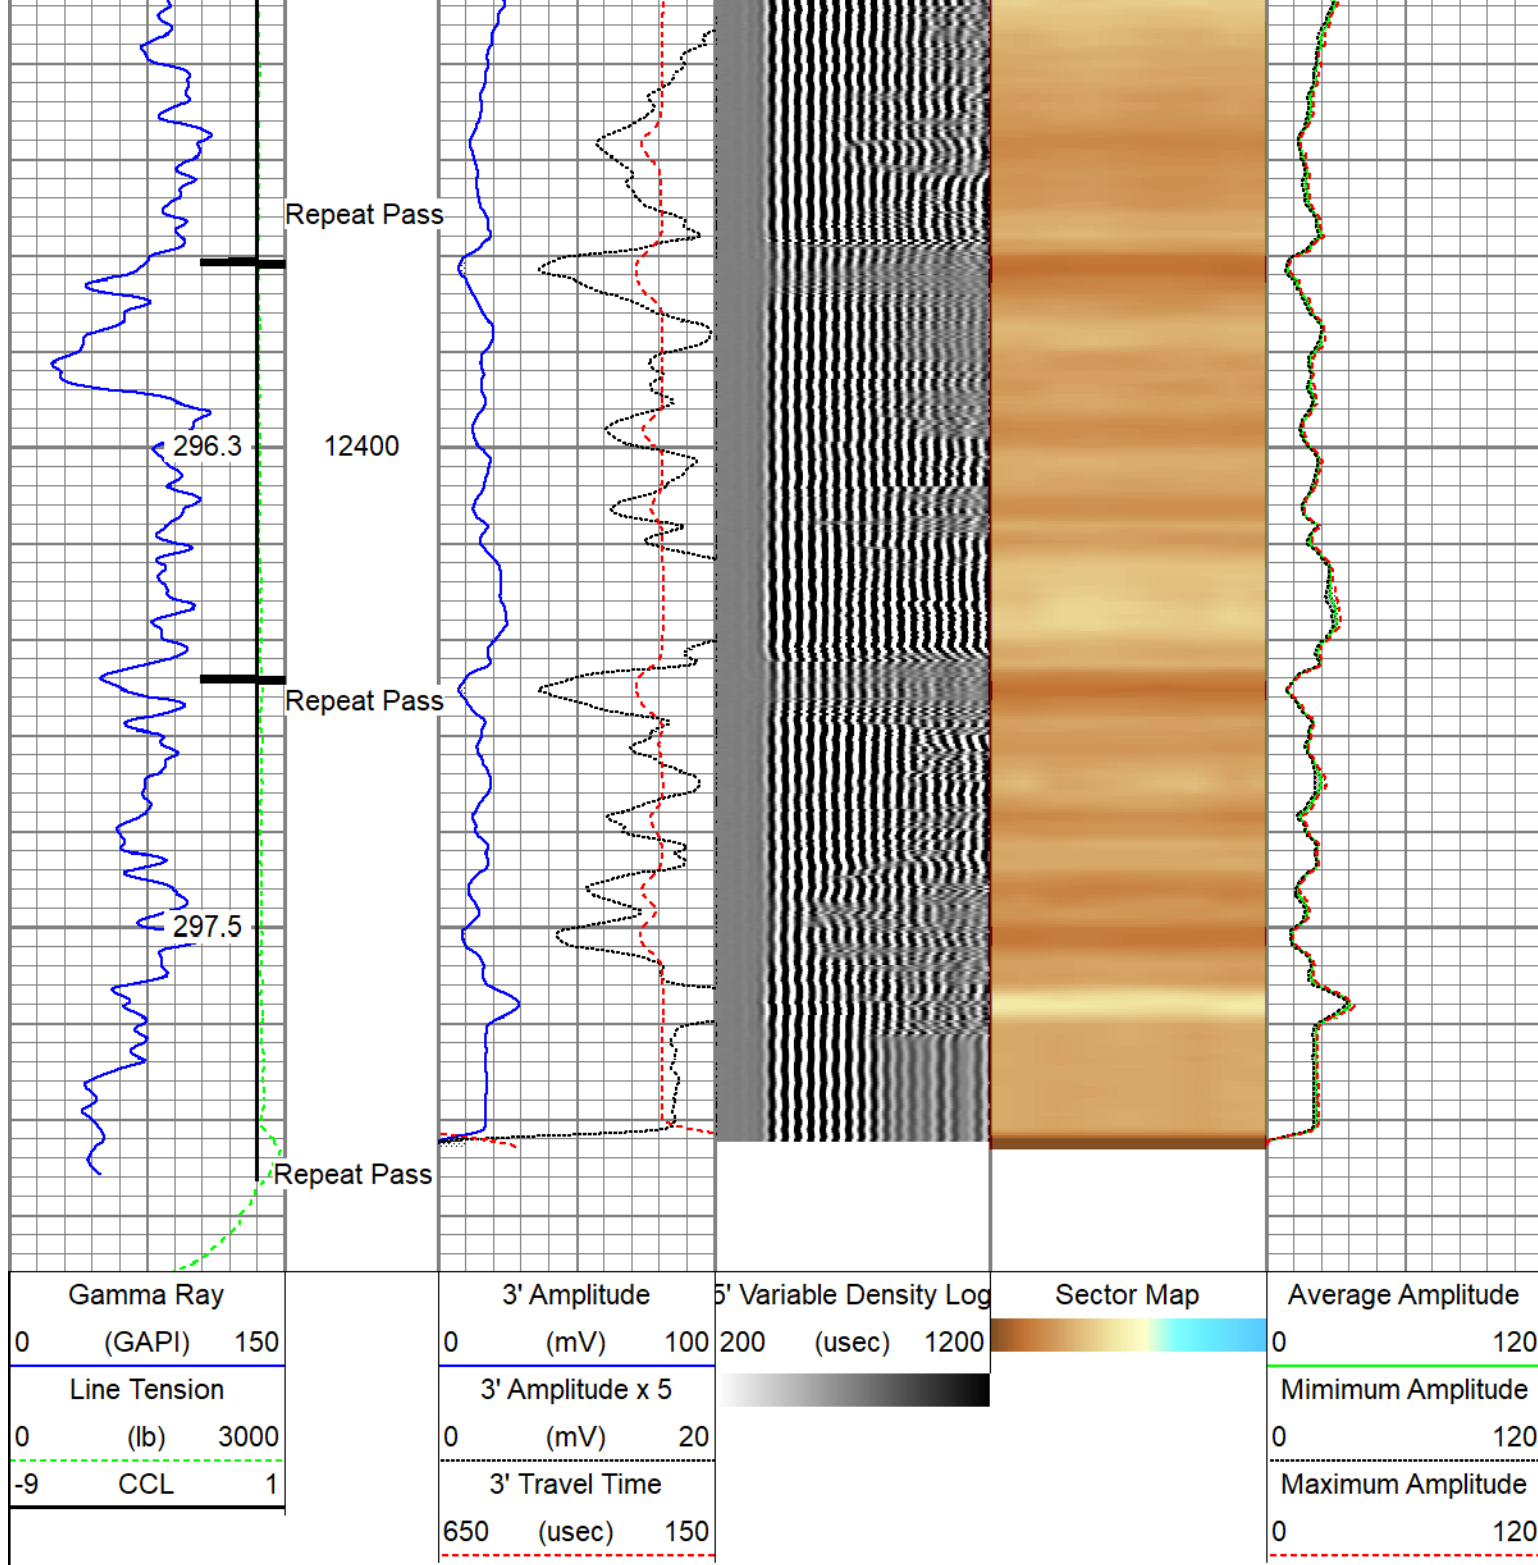 Repeat Pass
296.3
12400
Repeat Pass
297.5
Repeat Pass
Gamma Ray
0 (GAPI) 150
Line Tension
0 (lb) 3000
-9 CCL 1
3' Amplitude
0 (mV) 100
3' Amplitude x 5
0 (mV) 20
3' Travel Time
650 (usec) 150
5' Variable Density Log
200 (usec) 1200
Sector Map
Average Amplitude
0 120
Mimimum Amplitude
0 120
Maximum Amplitude
0 120